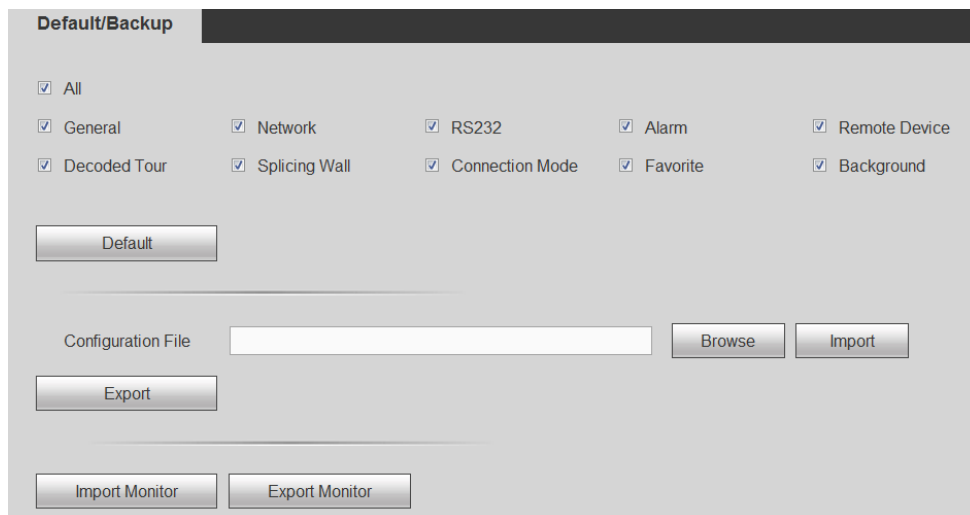 Default/Backup
All
General Network RS232 Alarm Remote Device
Decoded Tour Splicing Wall Connection Mode Favorite Background
Default
Configuration File Browse Import
Export
Import Monitor Export Monitor